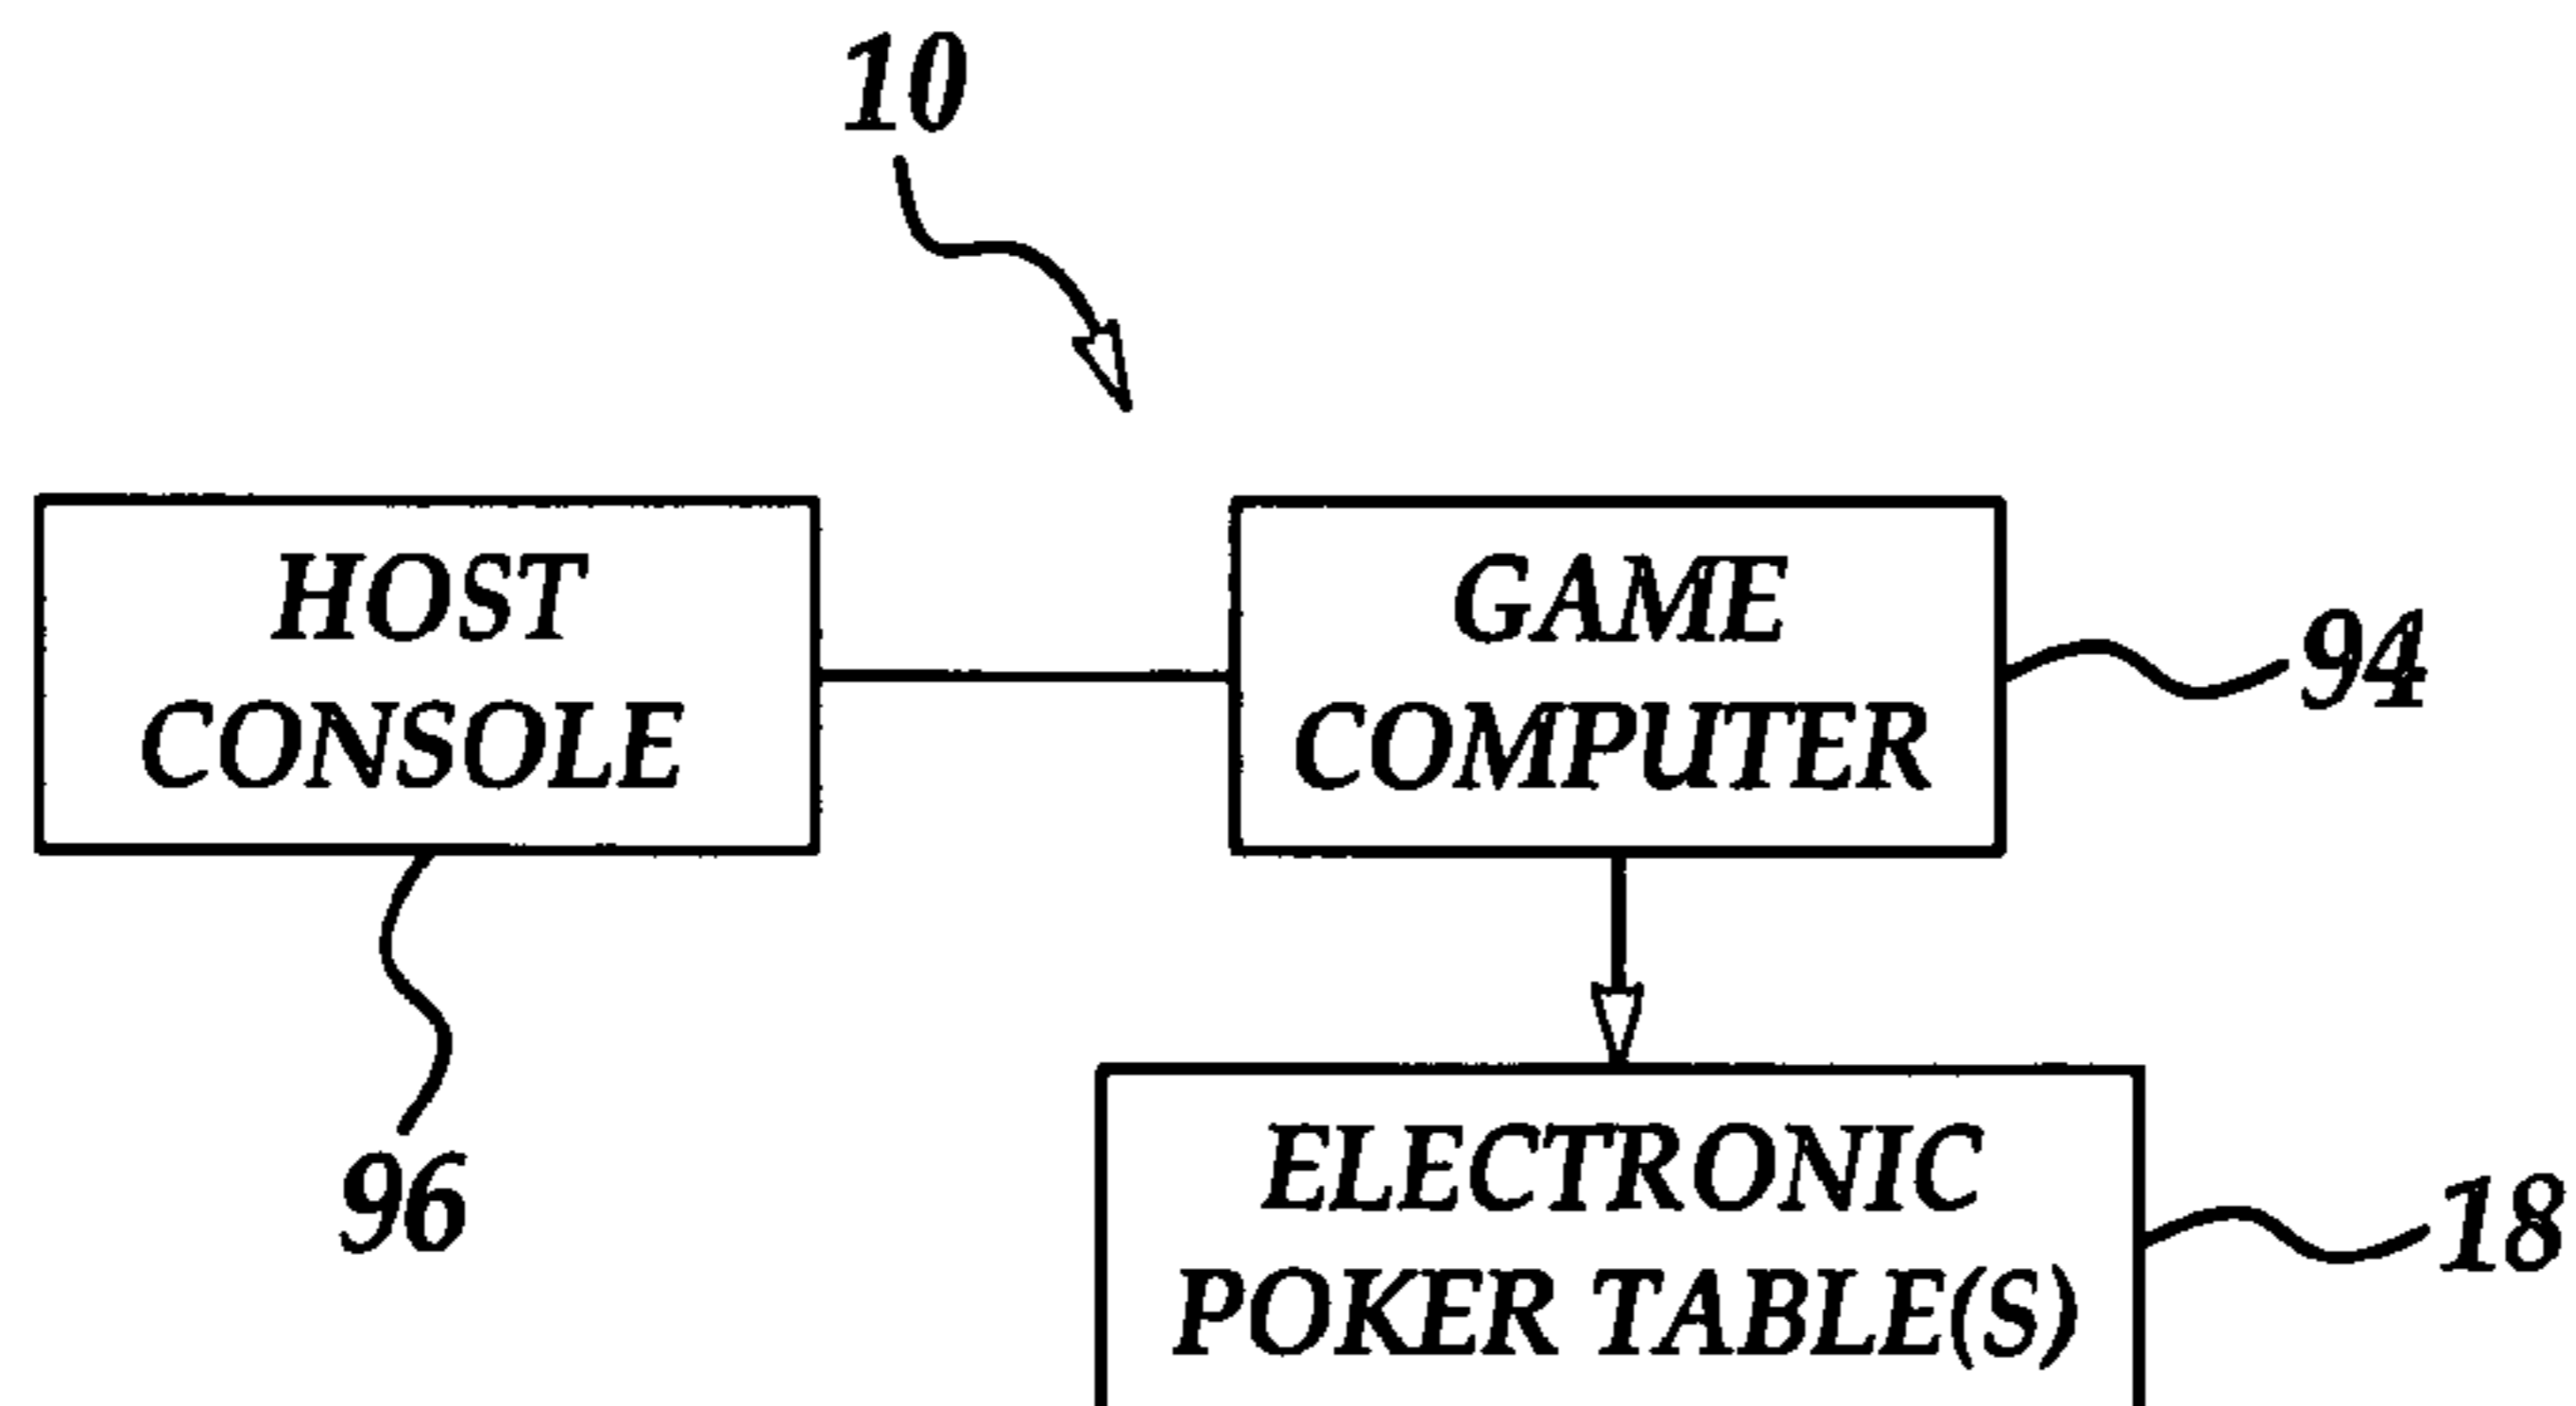 10
HOST
CONSOLE
GAME
COMPUTER
94
96
ELECTRONIC
POKER TABLE(S)
18